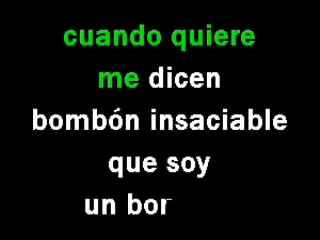 cuando quiere
me dicen
bombón insaciable
que soy
un bor